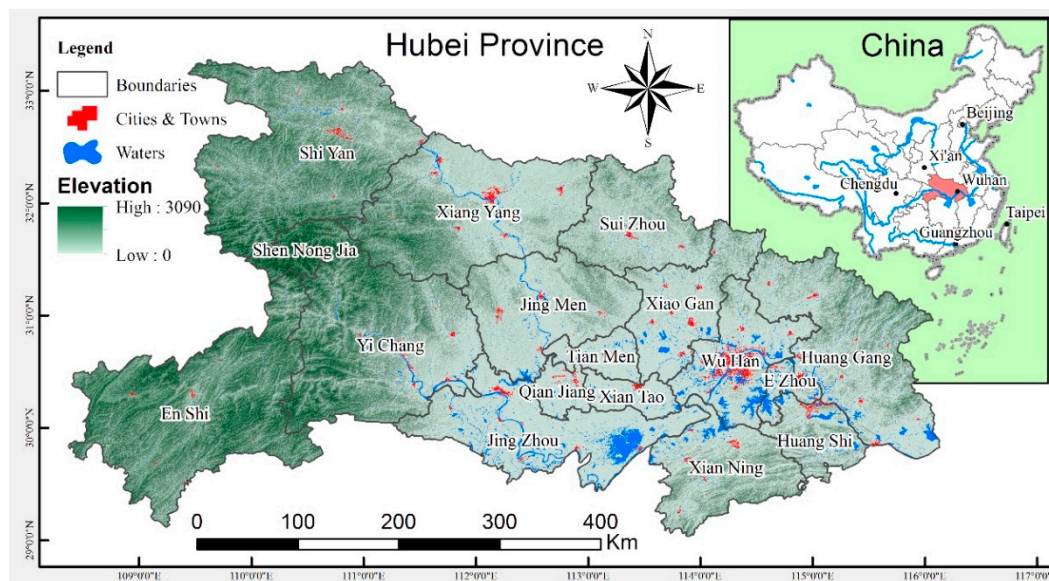 Hubei Province
China
Legend
Boundaries
Cities & Towns
Waters
Elevation
High : 3090
Low : 0
N
W
E
S
Shi Yan
Xiang Yang
Sui Zhou
Shen Nong Jia
Jing Men
Xiao Gan
Yi Chang
Tian Men
Wu Han
Huang Gang
E Zhou
Qian Jiang
Xian Tao
En Shi
Jing Zhou
Huang Shi
Xian Ning
Beijing
Xi'an
Chengdu
Wuhan
Taipei
Guangzhou
0
100
200
300
400
Km
33°0'0"N
32°0'0"N
31°0'0"N
30°0'0"N
29°0'0"N
109°0'0"E
110°0'0"E
111°0'0"E
112°0'0"E
113°0'0"E
114°0'0"E
115°0'0"E
116°0'0"E
117°0'0"E